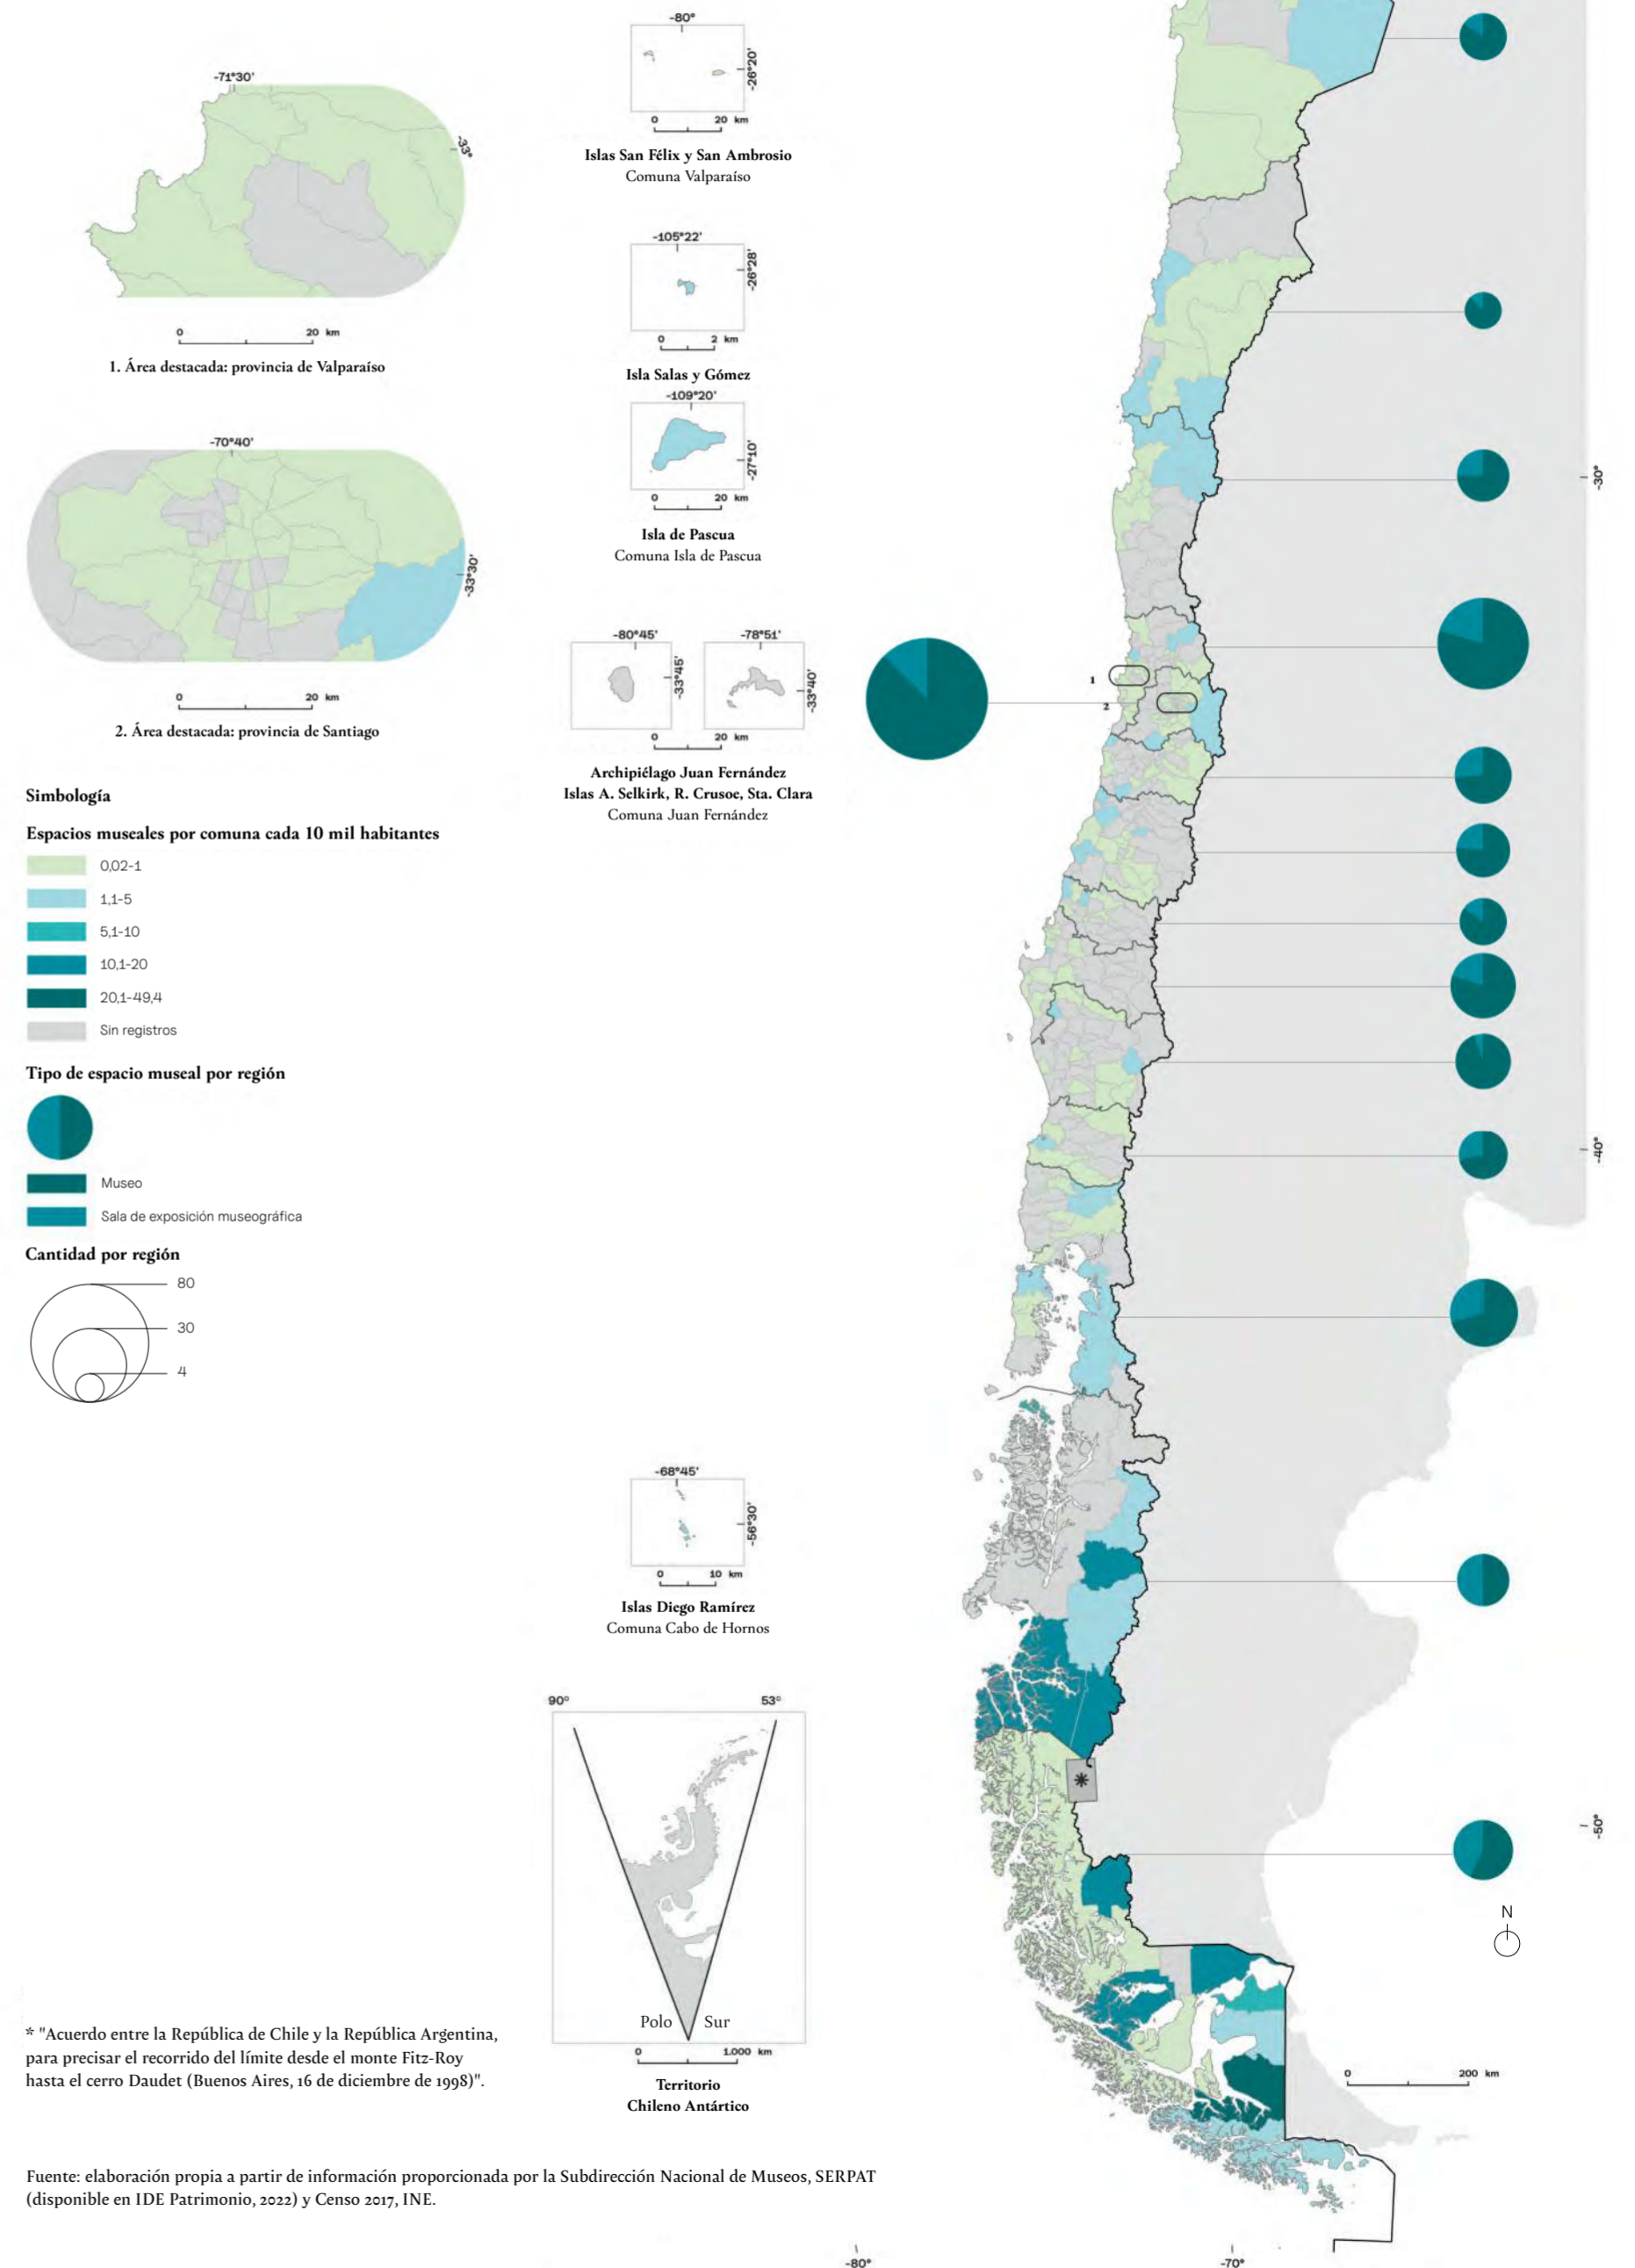 -71°30'
-33°
0 20 km
1. Área destacada: provincia de Valparaíso
-70°40'
-33°30'
0 20 km
2. Área destacada: provincia de Santiago
Simbología
Espacios museales por comuna cada 10 mil habitantes
0,02-1
1,1-5
5,1-10
10,1-20
20,1-49,4
Sin registros
Tipo de espacio museal por región
Museo
Sala de exposición museográfica
Cantidad por región
80
30
4
* "Acuerdo entre la República de Chile y la República Argentina,
para precisar el recorrido del límite desde el monte Fitz-Roy
hasta el cerro Daudet (Buenos Aires, 16 de diciembre de 1998)".
Fuente: elaboración propia a partir de información proporcionada por la Subdirección Nacional de Museos, SERPAT
(disponible en IDE Patrimonio, 2022) y Censo 2017, INE.
-80°
-26°20'
0 20 km
Islas San Félix y San Ambrosio
Comuna Valparaíso
-105°22'
-26°28'
0 2 km
Isla Salas y Gómez
-109°20'
-27°10'
0 20 km
Isla de Pascua
Comuna Isla de Pascua
-80°45'
-33°45'
-78°51'
-33°40'
0 20 km
Archipiélago Juan Fernández
Islas A. Selkirk, R. Crusoe, Sta. Clara
Comuna Juan Fernández
-68°45'
-56°30'
0 10 km
Islas Diego Ramírez
Comuna Cabo de Hornos
90° 53°
Polo Sur
0 1.000 km
Territorio
Chileno Antártico
1
2
*
-30°
-40°
-50°
N
0 200 km
-80° -70°